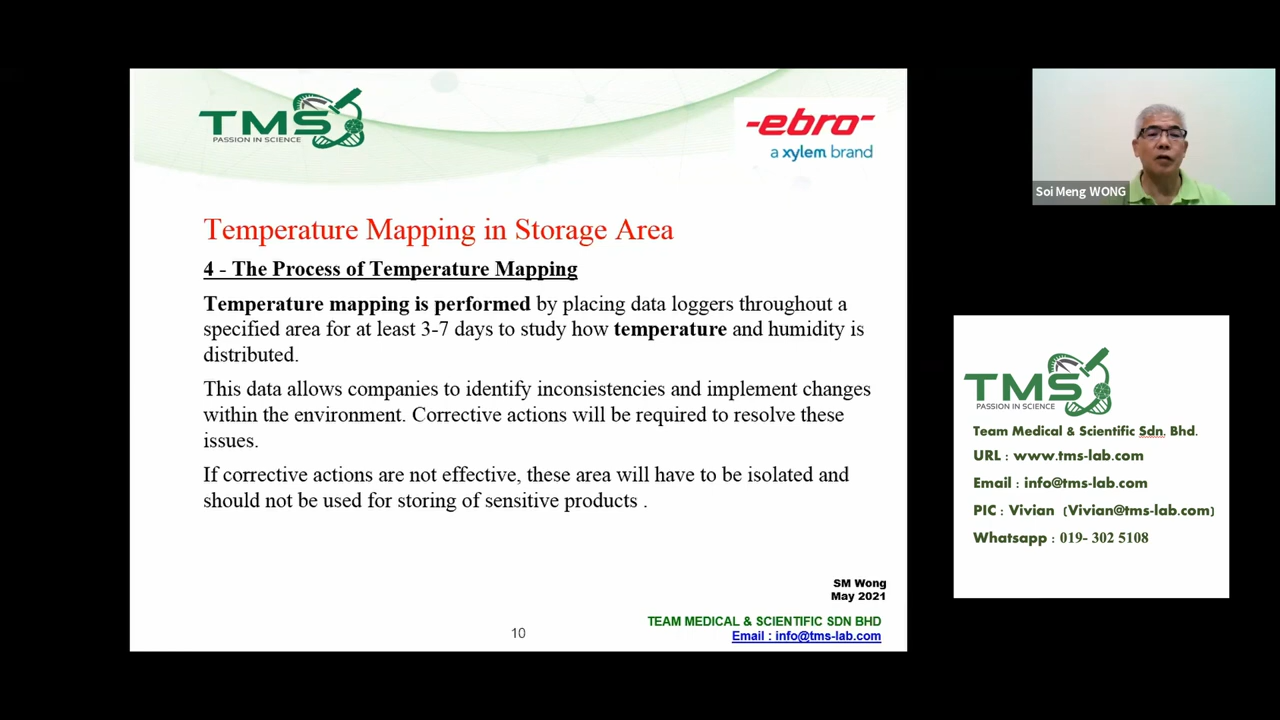 TMS
PASSION IN SCIENCE
-ebro-
a xylem brand
Temperature Mapping in Storage Area
4 - The Process of Temperature Mapping
Temperature mapping is performed by placing data loggers throughout a
specified area for at least 3-7 days to study how temperature and humidity is
distributed.
This data allows companies to identify inconsistencies and implement changes
within the environment. Corrective actions will be required to resolve these
issues.
If corrective actions are not effective, these area will have to be isolated and
should not be used for storing of sensitive products .
SM Wong
May 2021
TEAM MEDICAL & SCIENTIFIC SDN BHD
Email : info@tms-lab.com
10
Soi Meng WONG
TMS
PASSION IN SCIENCE
Team Medical & Scientific Sdn. Bhd.
URL : www.tms-lab.com
Email : info@tms-lab.com
PIC : Vivian (Vivian@tms-lab.com)
Whatsapp : 019- 302 5108